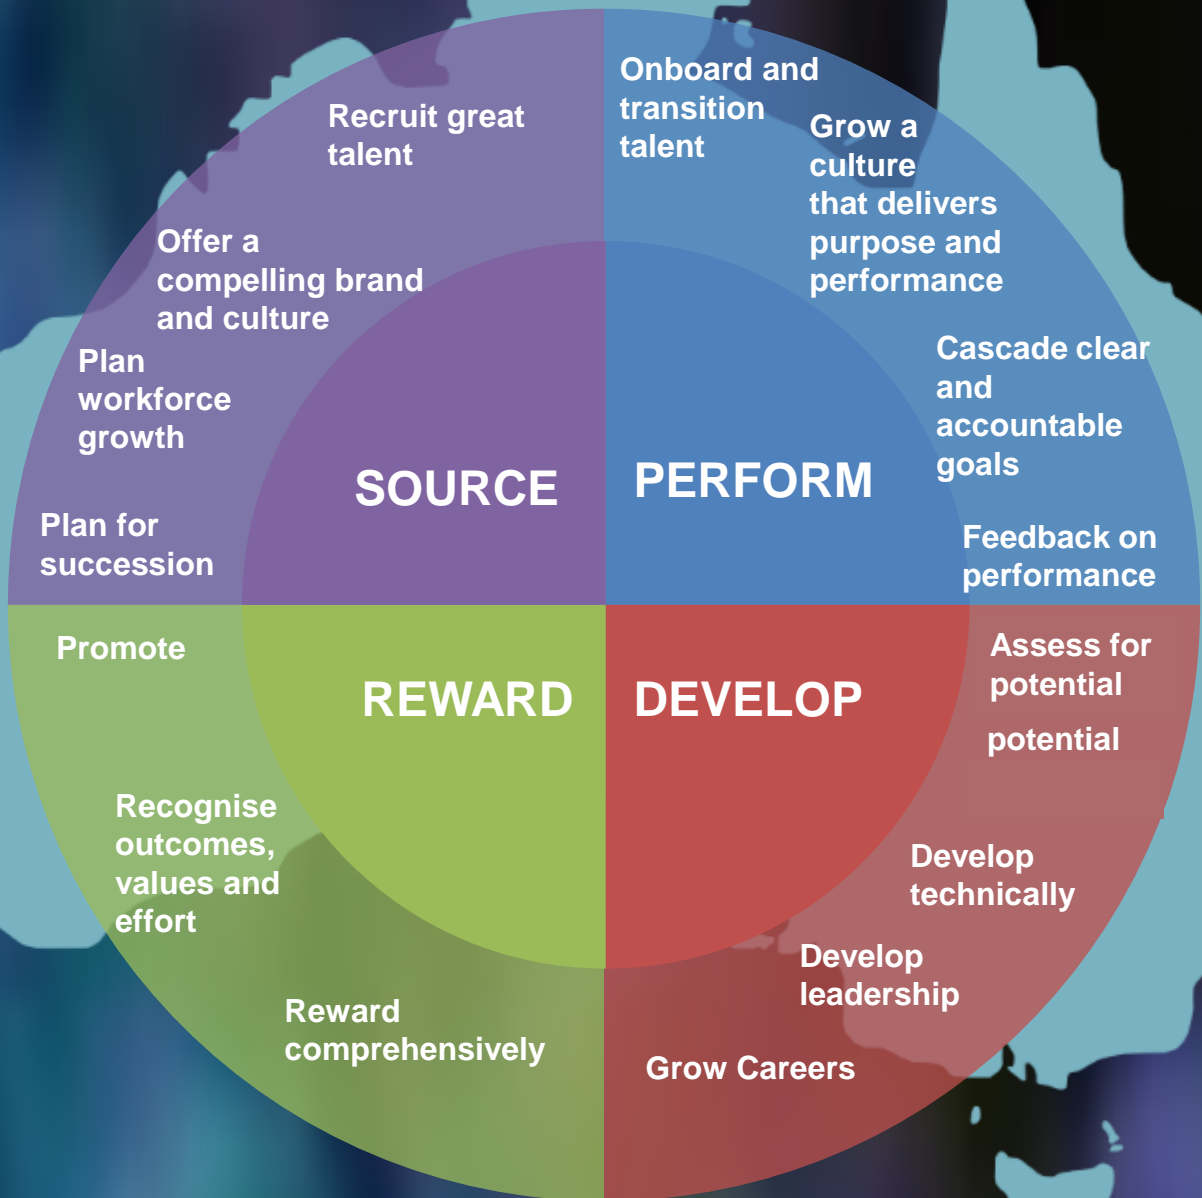 Recruit great
talent
Offer a
compelling brand
and culture
Plan
workforce
growth
Plan for
succession
SOURCE
Onboard and
transition
talent
Grow a
culture
that delivers
purpose and
performance
Cascade clear
and
accountable
goals
Feedback on
performance
PERFORM
Promote
Recognise
outcomes,
values and
effort
Reward
comprehensively
REWARD
DEVELOP
Assess for
potential
potential
Develop
technically
Develop
leadership
Grow Careers